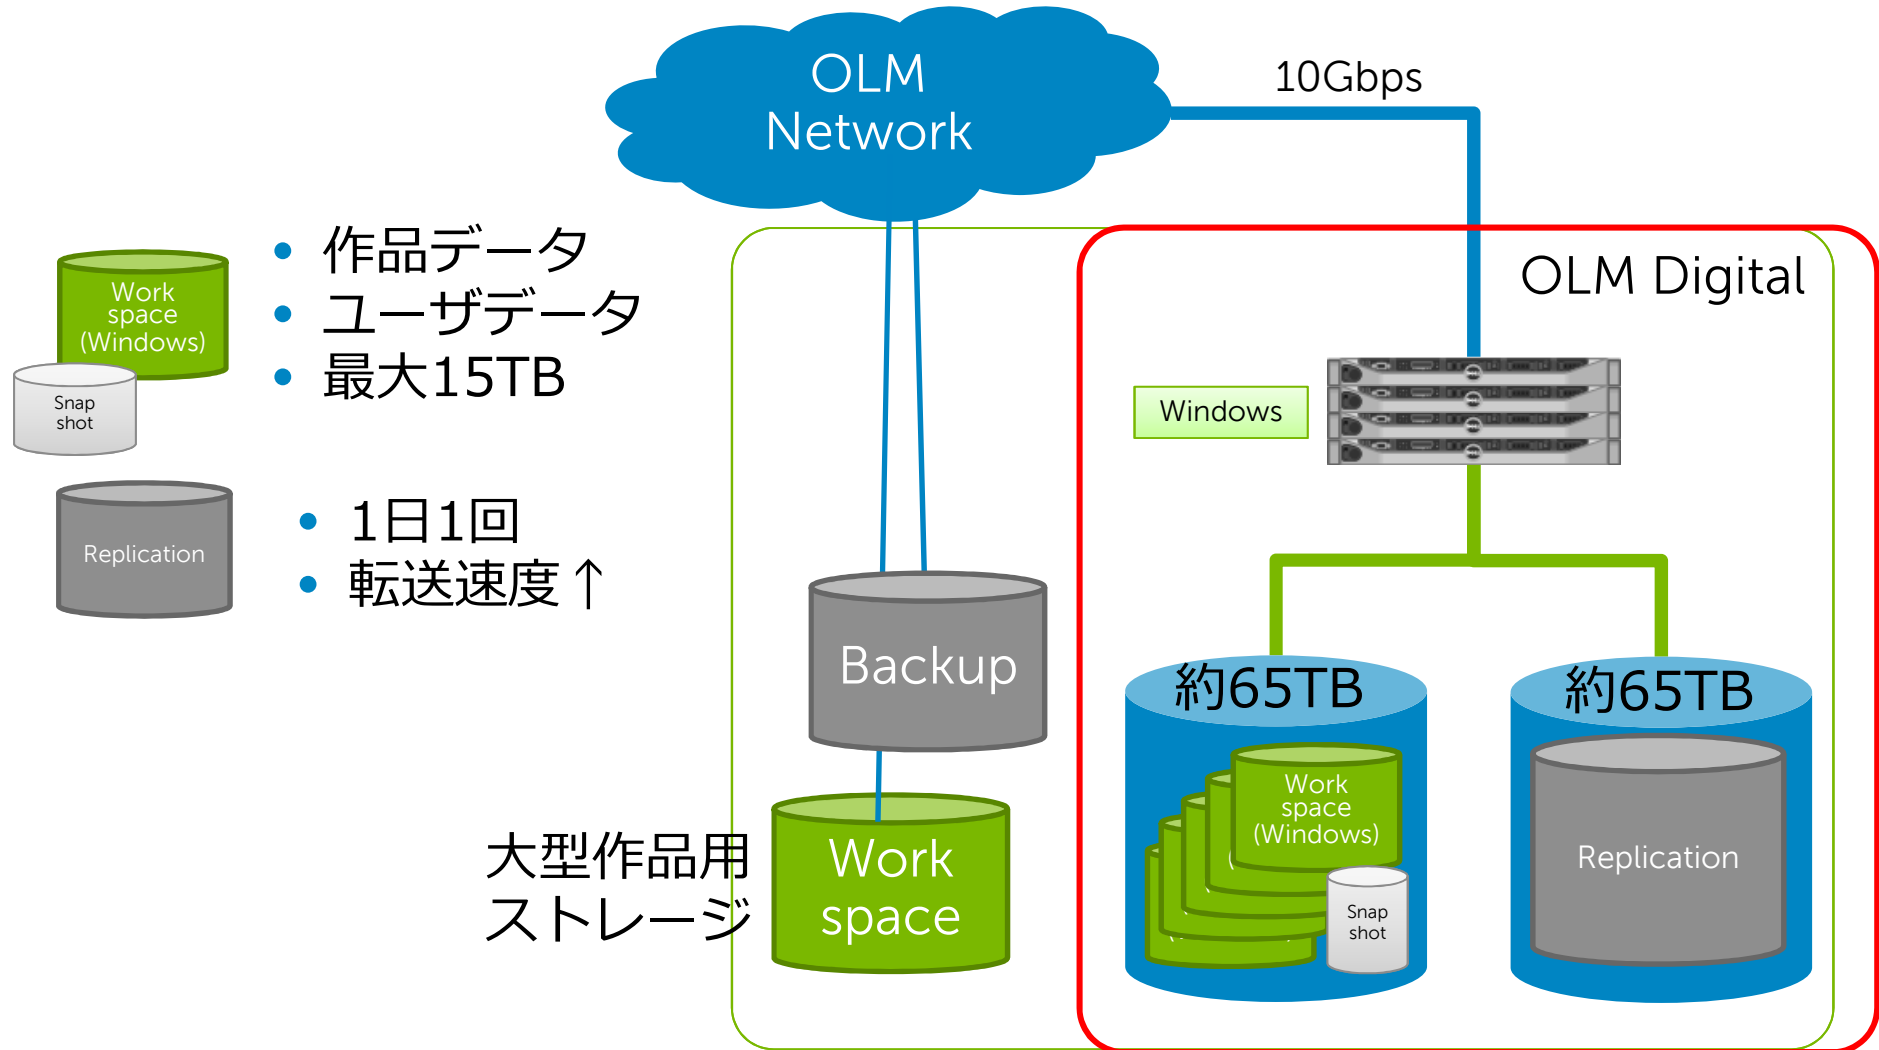 OLM
Network
10Gbps
OLM Digital
Work
space
(Windows)
Snap
shot
• 作品データ
• ユーザデータ
• 最大15TB
Replication
• 1日1回
• 転送速度↑
Windows
Backup
大型作品用
ストレージ
Work
space
約65TB
Work
space
(Windows)
Snap
shot
約65TB
Replication